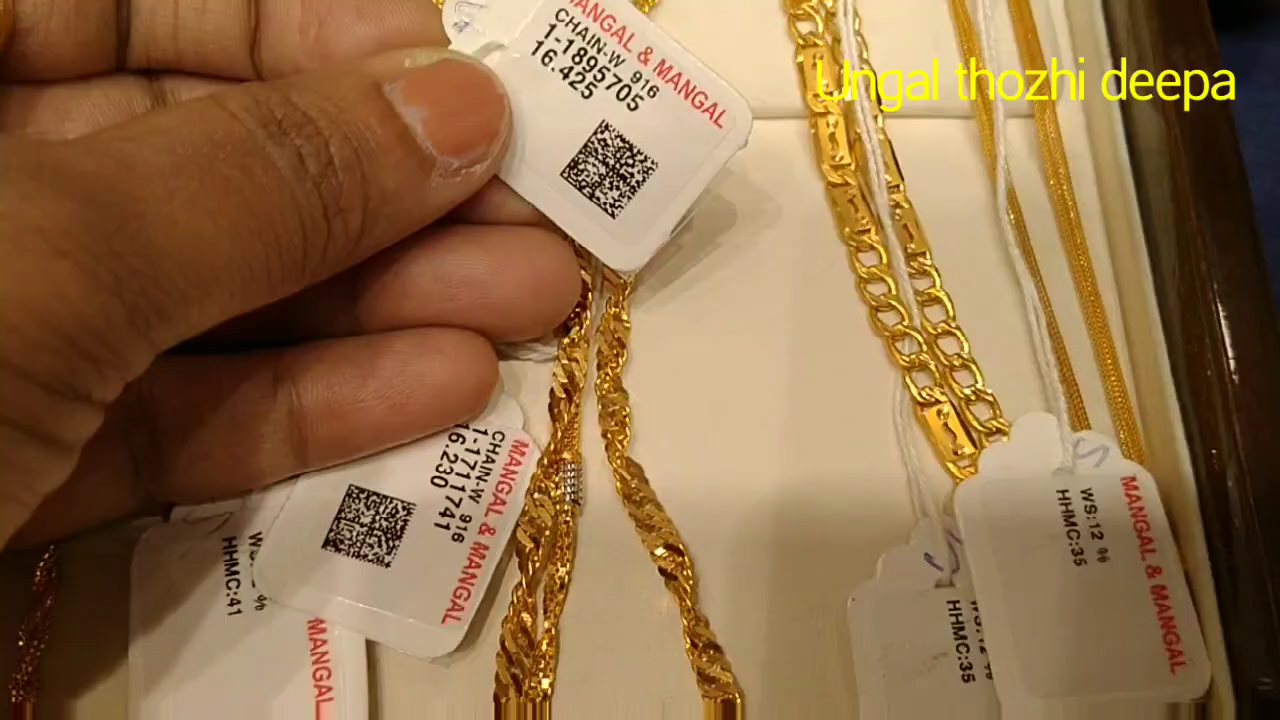 MANGAL & MANGAL
CHAIN-W 916
1-1895705
16.425
Ungal thozhi deepa
MANGAL & MANGAL
CHAIN-W 916
1-1711741
16.230
HHMC:41
MANGAL
MANGAL & MANGAL
WS:12 %
HHMC:35
HHMC:35